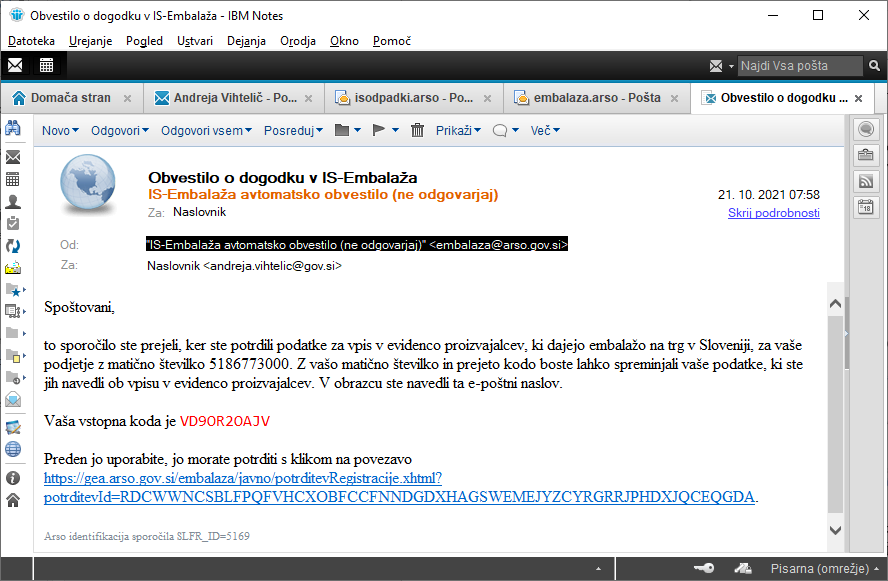 Obvestilo o dogodku v IS-Embalaža - IBM Notes
Datoteka Urejanje Pogled Ustvari Dejanja Orodja Okno Pomoč
Najdi Vsa pošta
Domača stran Andreja Vihtelič - Po... isodpadki.arso - Po... embalaza.arso - Pošta Obvestilo o dogodku ...
Novo Odgovori Odgovori vsem Posreduj Prikaži Več
Obvestilo o dogodku v IS-Embalaža
IS-Embalaža avtomatsko obvestilo (ne odgovarjaj)
21. 10. 2021 07:58
Za: Naslovnik
Skrij podrobnosti
Od: "IS-Embalaža avtomatsko obvestilo (ne odgovarjaj)" <embalaza@arso.gov.si>
Za: Naslovnik <andreja.vihtelic@gov.si>
Spoštovani,
to sporočilo ste prejeli, ker ste potrdili podatke za vpis v evidenco proizvajalcev, ki dajejo embalažo na trg v Sloveniji, za vaše
podjetje z matično številko 5186773000. Z vašo matično številko in prejeto kodo boste lahko spreminjali vaše podatke, ki ste
jih navedli ob vpisu v evidenco proizvajalcev. V obrazcu ste navedli ta e-poštni naslov.
Vaša vstopna koda je VD9OR2OAJV
Preden jo uporabite, jo morate potrditi s klikom na povezavo
https://gea.arso.gov.si/embalaza/javno/potrditevRegistracije.xhtml?
potrditevId=RDCWWNCSBLFPQFVHCXOBFCCFNNDGDXHAGSWEMEJYZCYRGRRJPHDXJQCEQGDA.
Arso identifikacija sporočila SLFR_ID=5169
Pisarna (omrežje)